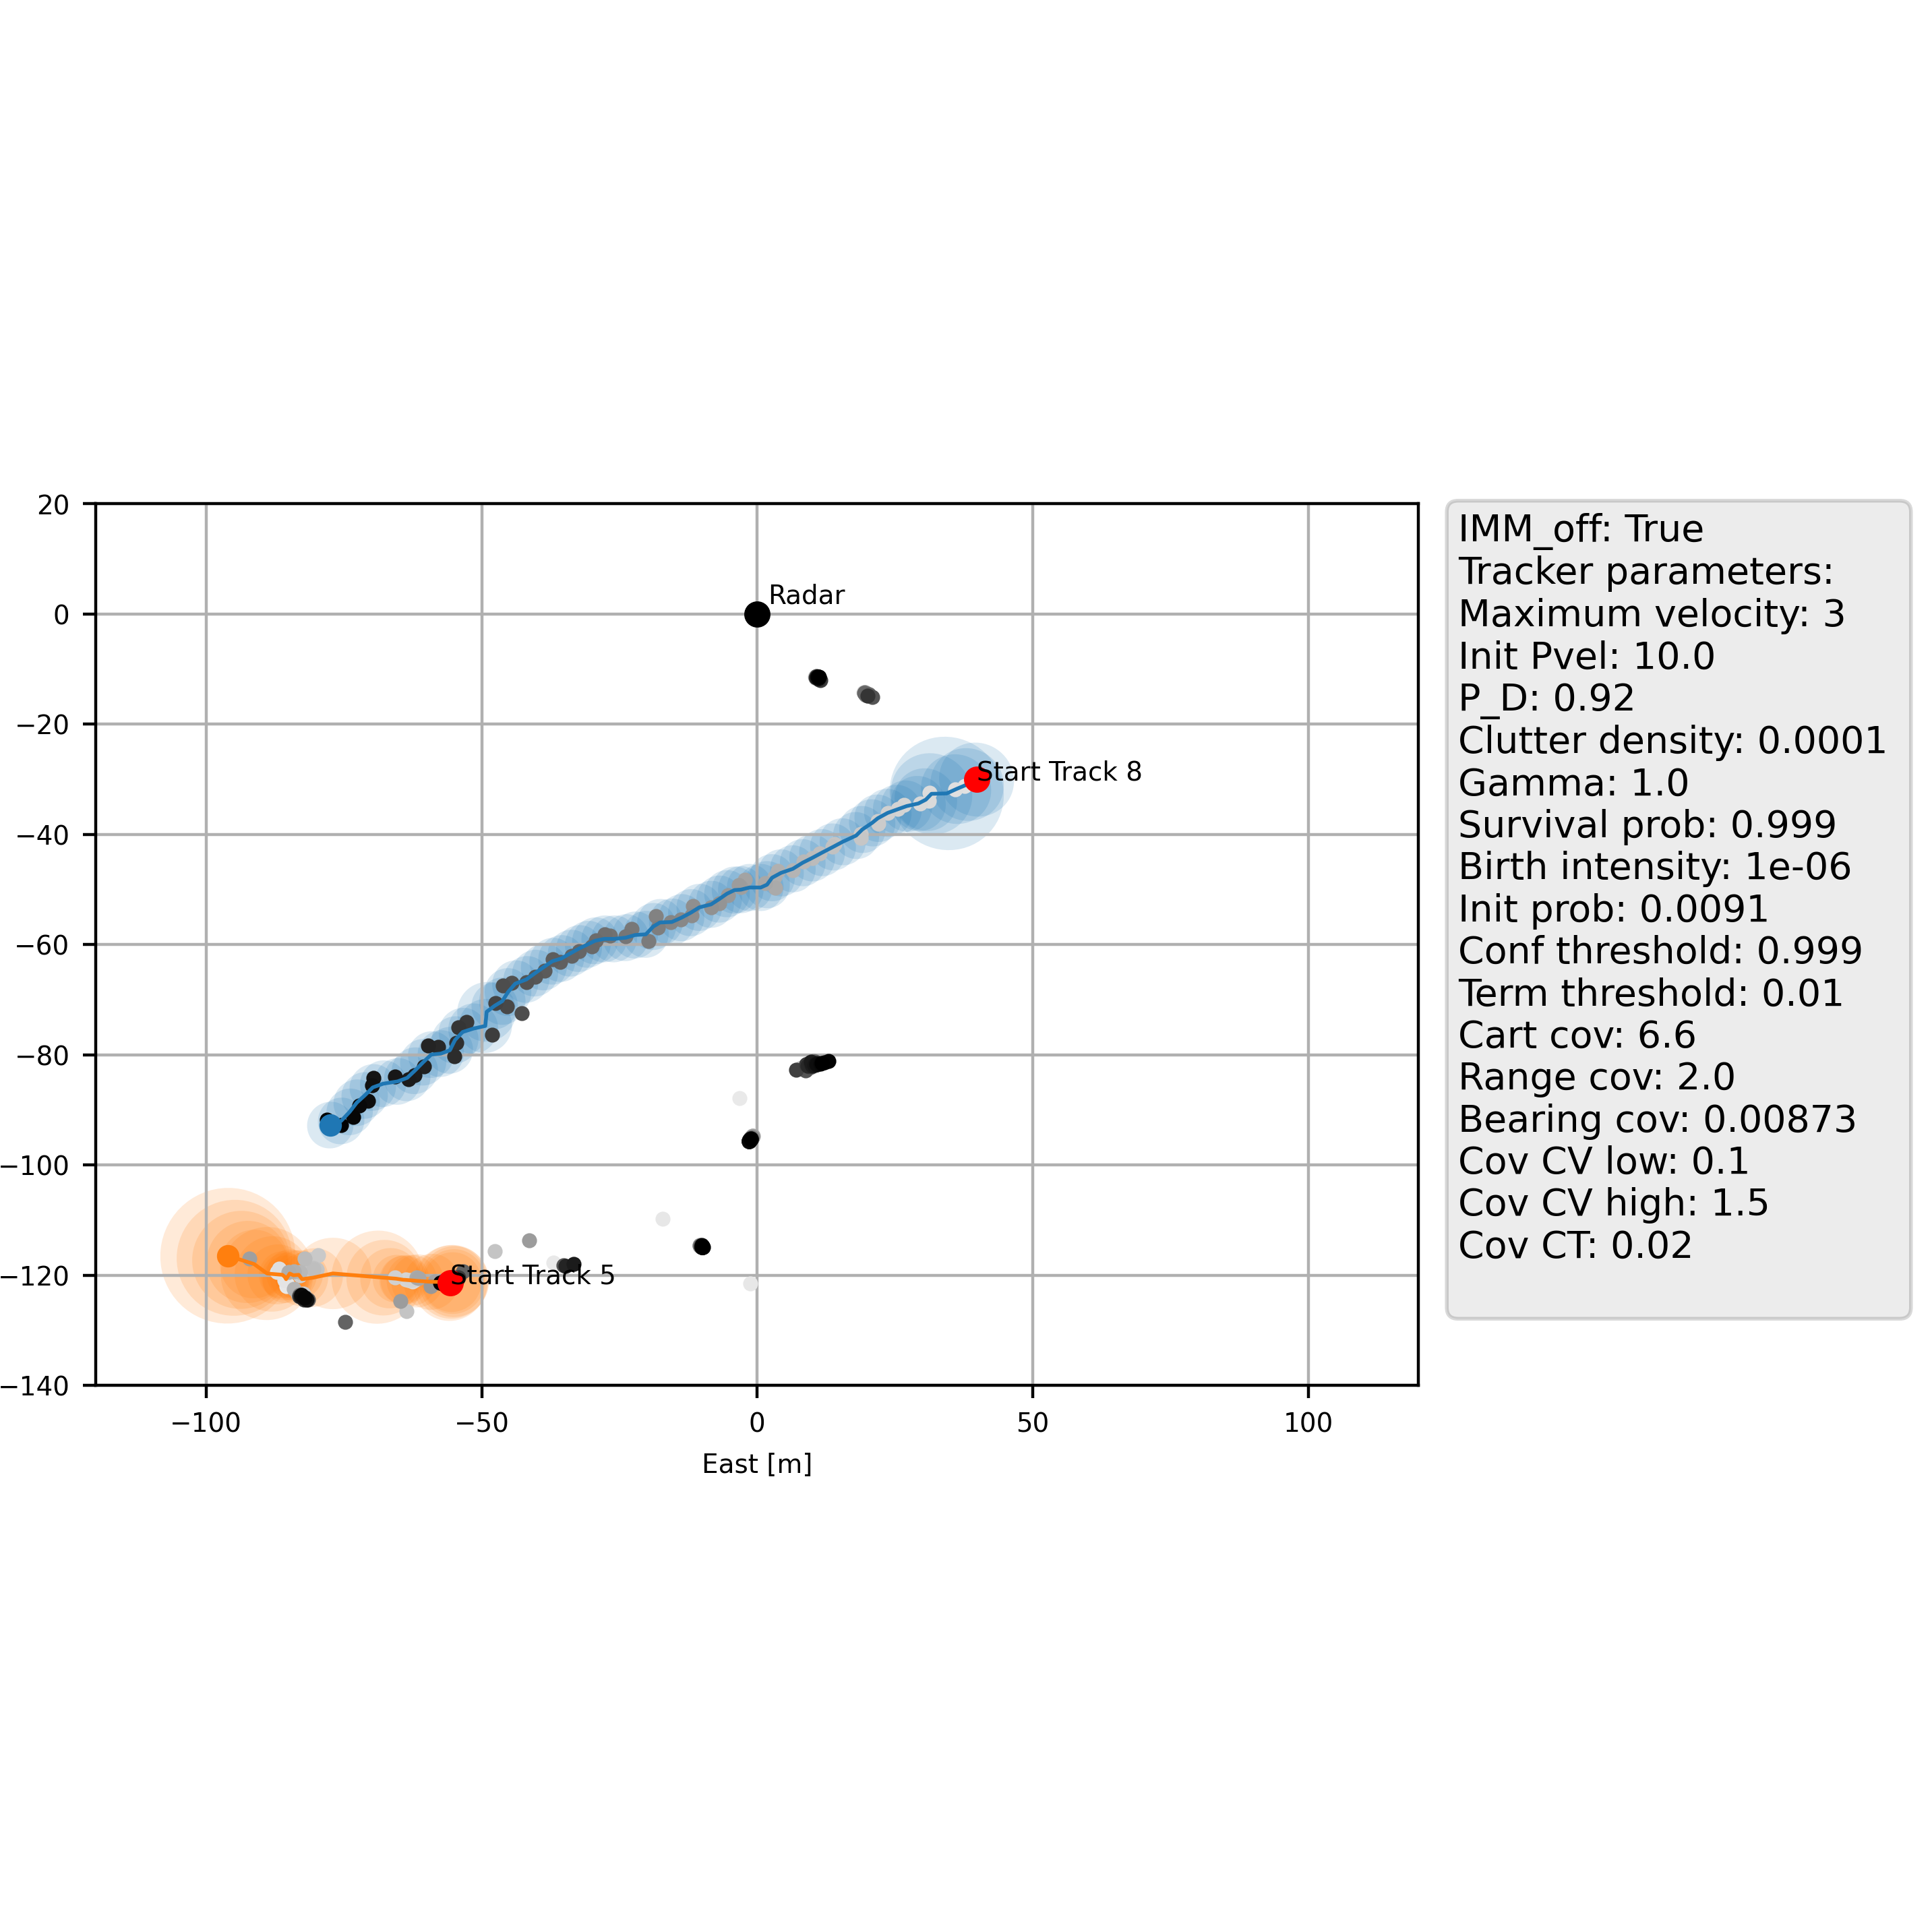 20
0
−20
−40
−60
−80
−100
−120
−140
−100
−50
0
50
100
East [m]
Radar
Start Track 8
Start Track 5
IMM_off: True
Tracker parameters:
Maximum velocity: 3
Init Pvel: 10.0
P_D: 0.92
Clutter density: 0.0001
Gamma: 1.0
Survival prob: 0.999
Birth intensity: 1e-06
Init prob: 0.0091
Conf threshold: 0.999
Term threshold: 0.01
Cart cov: 6.6
Range cov: 2.0
Bearing cov: 0.00873
Cov CV low: 0.1
Cov CV high: 1.5
Cov CT: 0.02